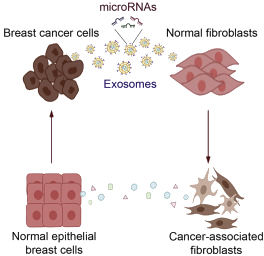 microRNAs
Breast cancer cells
Normal fibroblasts
Exosomes
Normal epithelial
breast cells
Cancer-associated
fibroblasts